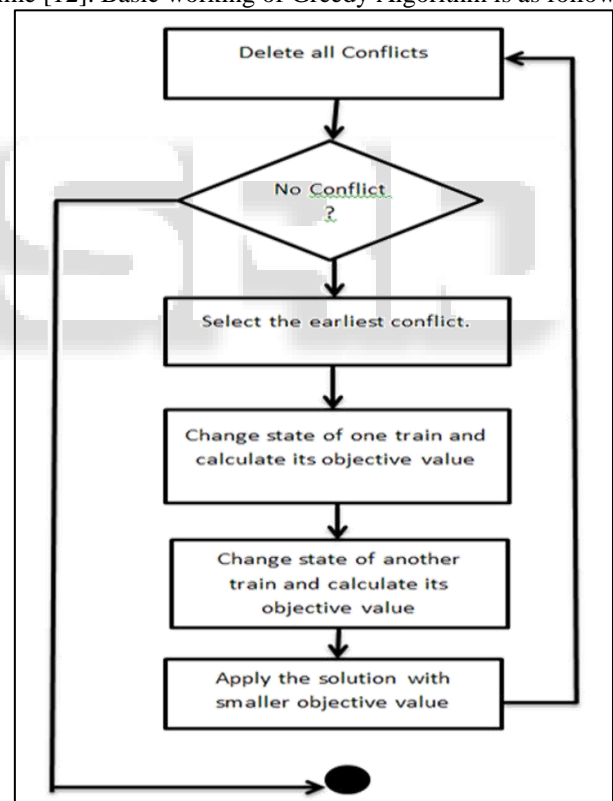 [12]. Basic working of Greedy Algorithm is as follow
Delete all Conflicts
No Conflict
?
Select the earliest conflict.
Change state of one train and
calculate its objective value
Change state of another
train and calculate its
objective value
Apply the solution with
smaller objective value